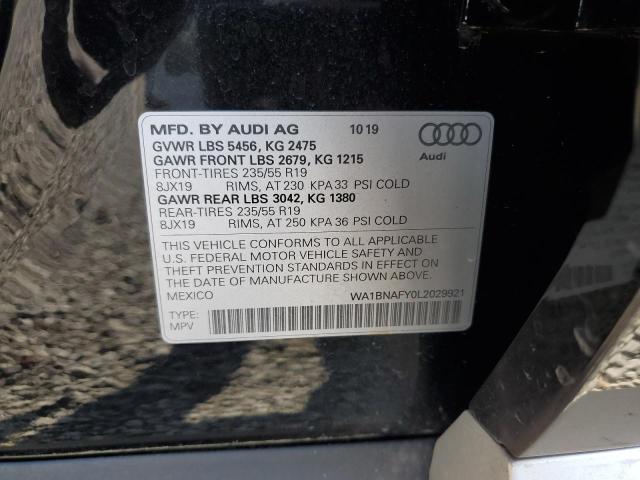 MFD. BY AUDI AG 10 19
GVWR LBS 5456, KG 2475
GAWR FRONT LBS 2679, KG 1215
FRONT-TIRES 235/55 R19
8JX19 RIMS, AT 230 KPA 33 PSI COLD
GAWR REAR LBS 3042, KG 1380
REAR-TIRES 235/55 R19
8JX19 RIMS, AT 250 KPA 36 PSI COLD
Audi
THIS VEHICLE CONFORMS TO ALL APPLICABLE
U.S. FEDERAL MOTOR VEHICLE SAFETY AND
THEFT PREVENTION STANDARDS IN EFFECT ON
THE DATE OF MANUFACTURE SHOWN ABOVE.
MEXICO WA1BNAFY0L2029921
TYPE:
MPV